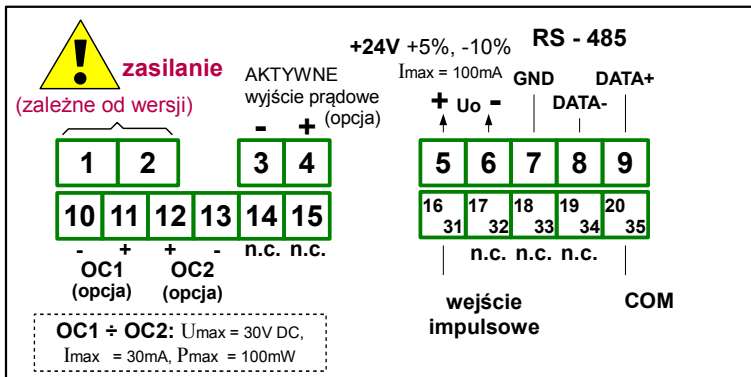 zasilanie
(zależne od wersji)
AKTYWNE
wyjście prądowe
(opcja)
- +
+24V +5%, -10%
Imax = 100mA
RS - 485
GND
DATA+
DATA-
+ Uo -
1 2 3 4 5 6 7 8 9
10 11 12 13 14 15
16 31 17 32 18 33 19 34 20 35
- + + - n.c. n.c.
n.c. n.c. n.c.
OC1
(opcja)
OC2
(opcja)
wejście
impulsowe
COM
OC1 ÷ OC2: Umax = 30V DC,
Imax = 30mA, Pmax = 100mW